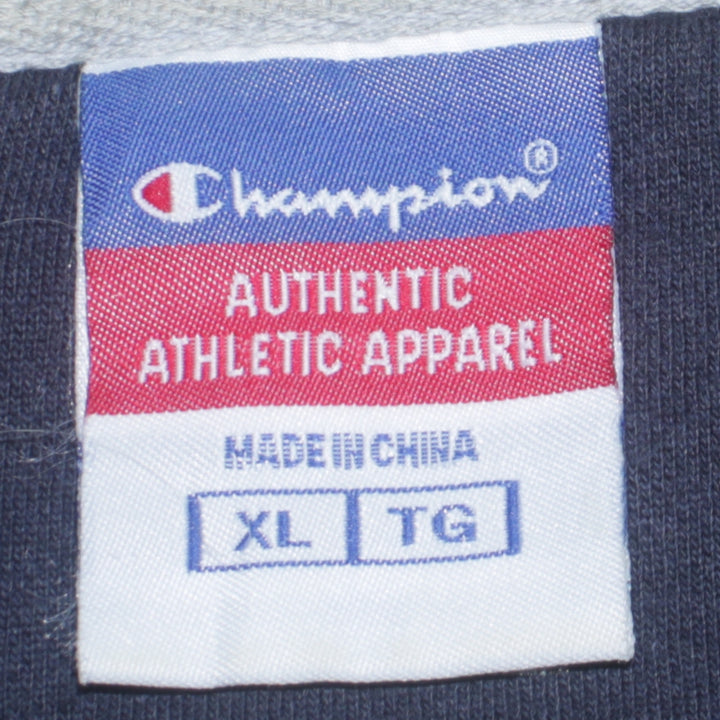 Champion®
AUTHENTIC
ATHLETIC APPAREL
MADE IN CHINA
XL TG